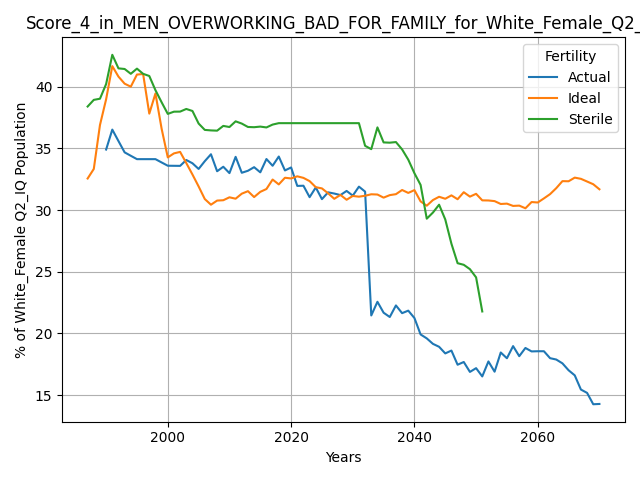 Score_4_in_MEN_OVERWORKING_BAD_FOR_FAMILY_for_White_Female_Q2_
Fertility
Actual
Ideal
Sterile
% of White_Female Q2_IQ Population
40
35
30
25
20
15
2000
2020
2040
2060
Years